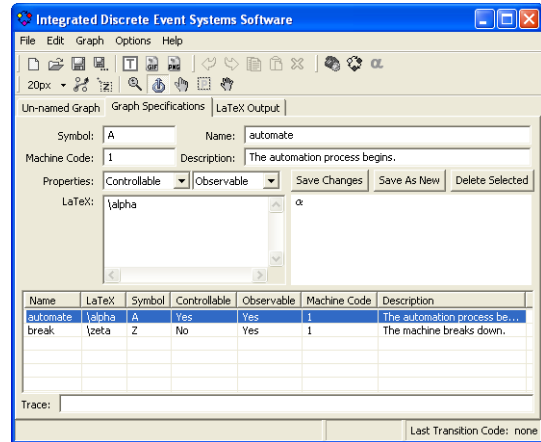 Integrated Discrete Event Systems Software
File Edit Graph Options Help
T GIF PNG α
20px z
Un-named Graph Graph Specifications LaTeX Output
Symbol: A Name: automate
Machine Code: 1 Description: The automation process begins.
Properties: Controllable Observable Save Changes Save As New Delete Selected
LaTeX: \alpha α
Name LaTeX Symbol Controllable Observable Machine Code Description
automate \alpha A Yes Yes 1 The automation process be...
break \zeta Z No Yes 1 The machine breaks down.
Trace:
Last Transition Code: none